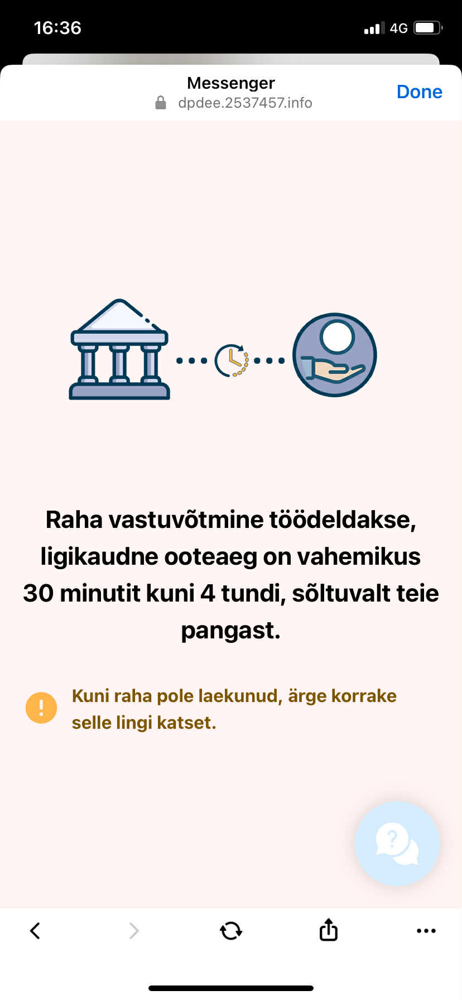 16:36
4G
Messenger
dpdee.2537457.info
Done
Raha vastuvõtmine töödeldakse,
ligikaudne ooteaeg on vahemikus
30 minutit kuni 4 tundi, sõltuvalt teie
pangast.
!
Kuni raha pole laekunud, ärge korrake
selle lingi katset.
?